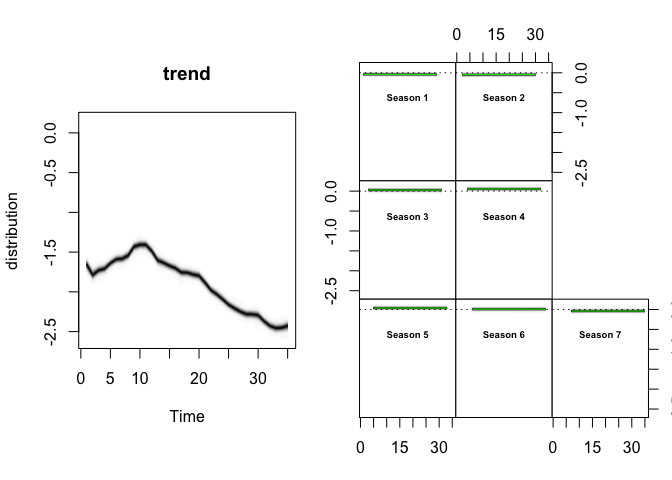 trend
distribution
0.0
-0.5
-1.5
-2.5
0 5 10 20 30
Time
0 15 30
Season 1 Season 2
0.0
-1.0
-2.5
0.0
-1.0
-2.5
Season 3 Season 4
Season 5 Season 6 Season 7
0 15 30 0 15 30